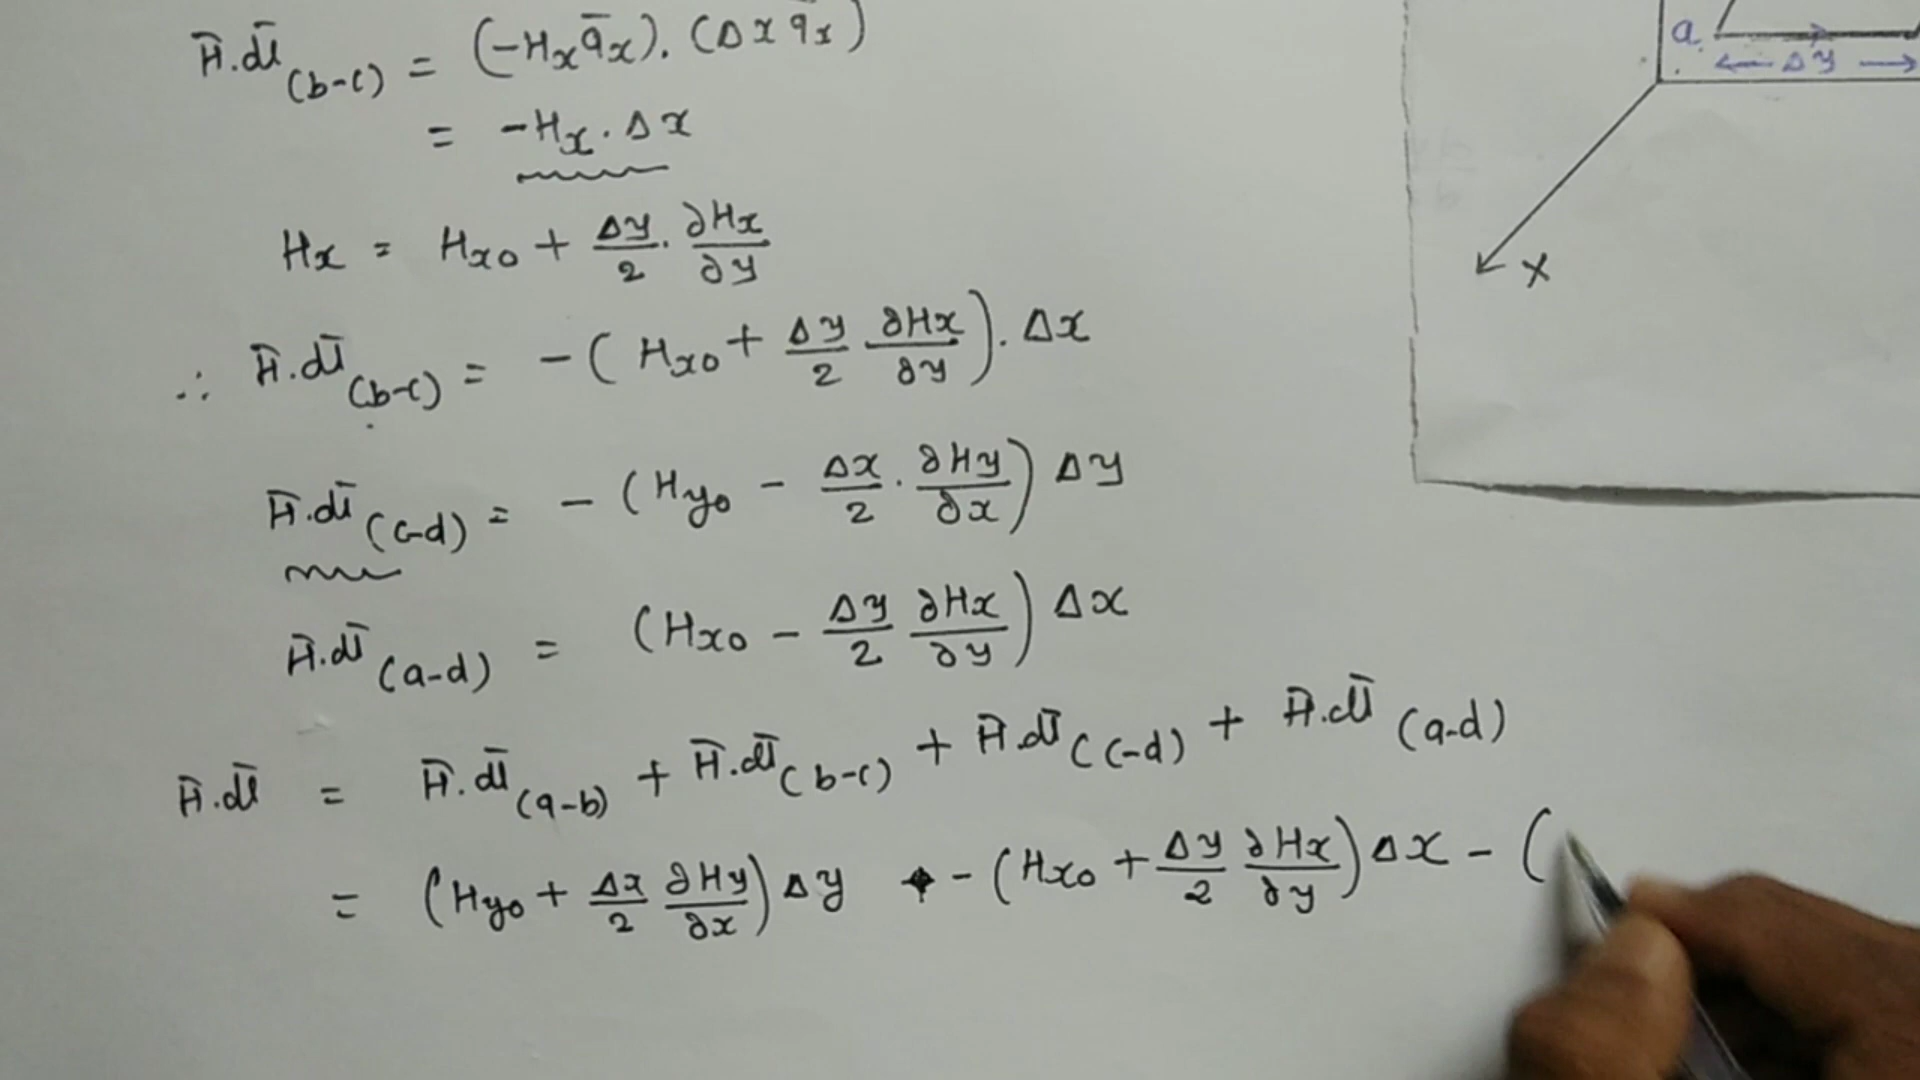 H̄.dl̄ (b-c) = (-Hx āx). (Δx āx)
= -Hx . Δx
Hx = Hx0 + Δy/2 . ∂Hx/∂y
∴ H̄.dl̄ (b-c) = -(Hx0 + Δy/2 ∂Hx/∂y). Δx
H̄.dl̄ (c-d) = -(Hy0 - Δx/2 . ∂Hy/∂x) Δy
H̄.dl̄ (a-d) = (Hx0 - Δy/2 ∂Hx/∂y) Δx
H̄.dl̄ = H̄.dl̄ (a-b) + H̄.dl̄ (b-c) + H̄.dl̄ (c-d) + H̄.dl̄ (a-d)
= (Hy0 + Δx/2 ∂Hy/∂x) Δy - (Hx0 + Δy/2 ∂Hx/∂y) Δx - (
a
Δy
X